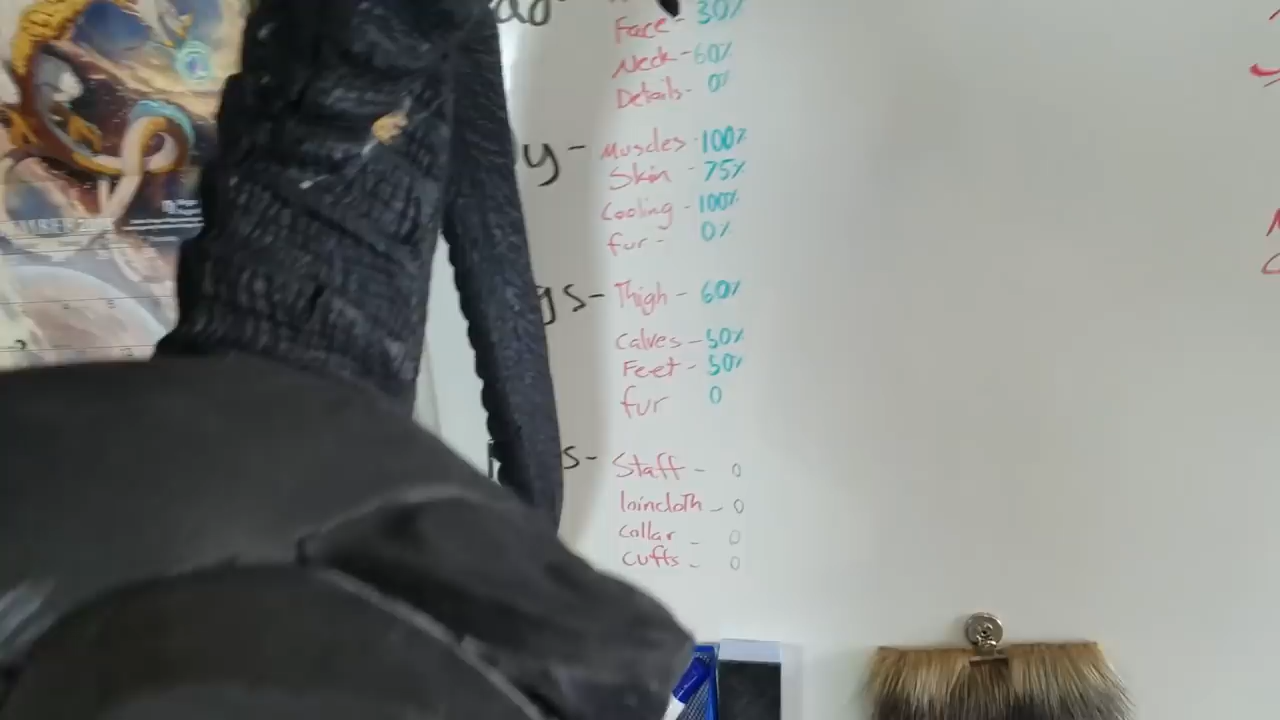 Face - 30%
Neck - 60%
Details - 0%
y - Muscles - 100%
Skin - 75%
Cooling - 100%
fur - 0%
gs - Thigh - 60%
Calves - 50%
Feet - 50%
fur 0
s - Staff - 0
loincloth - 0
Collar - 0
Cuffs - 0